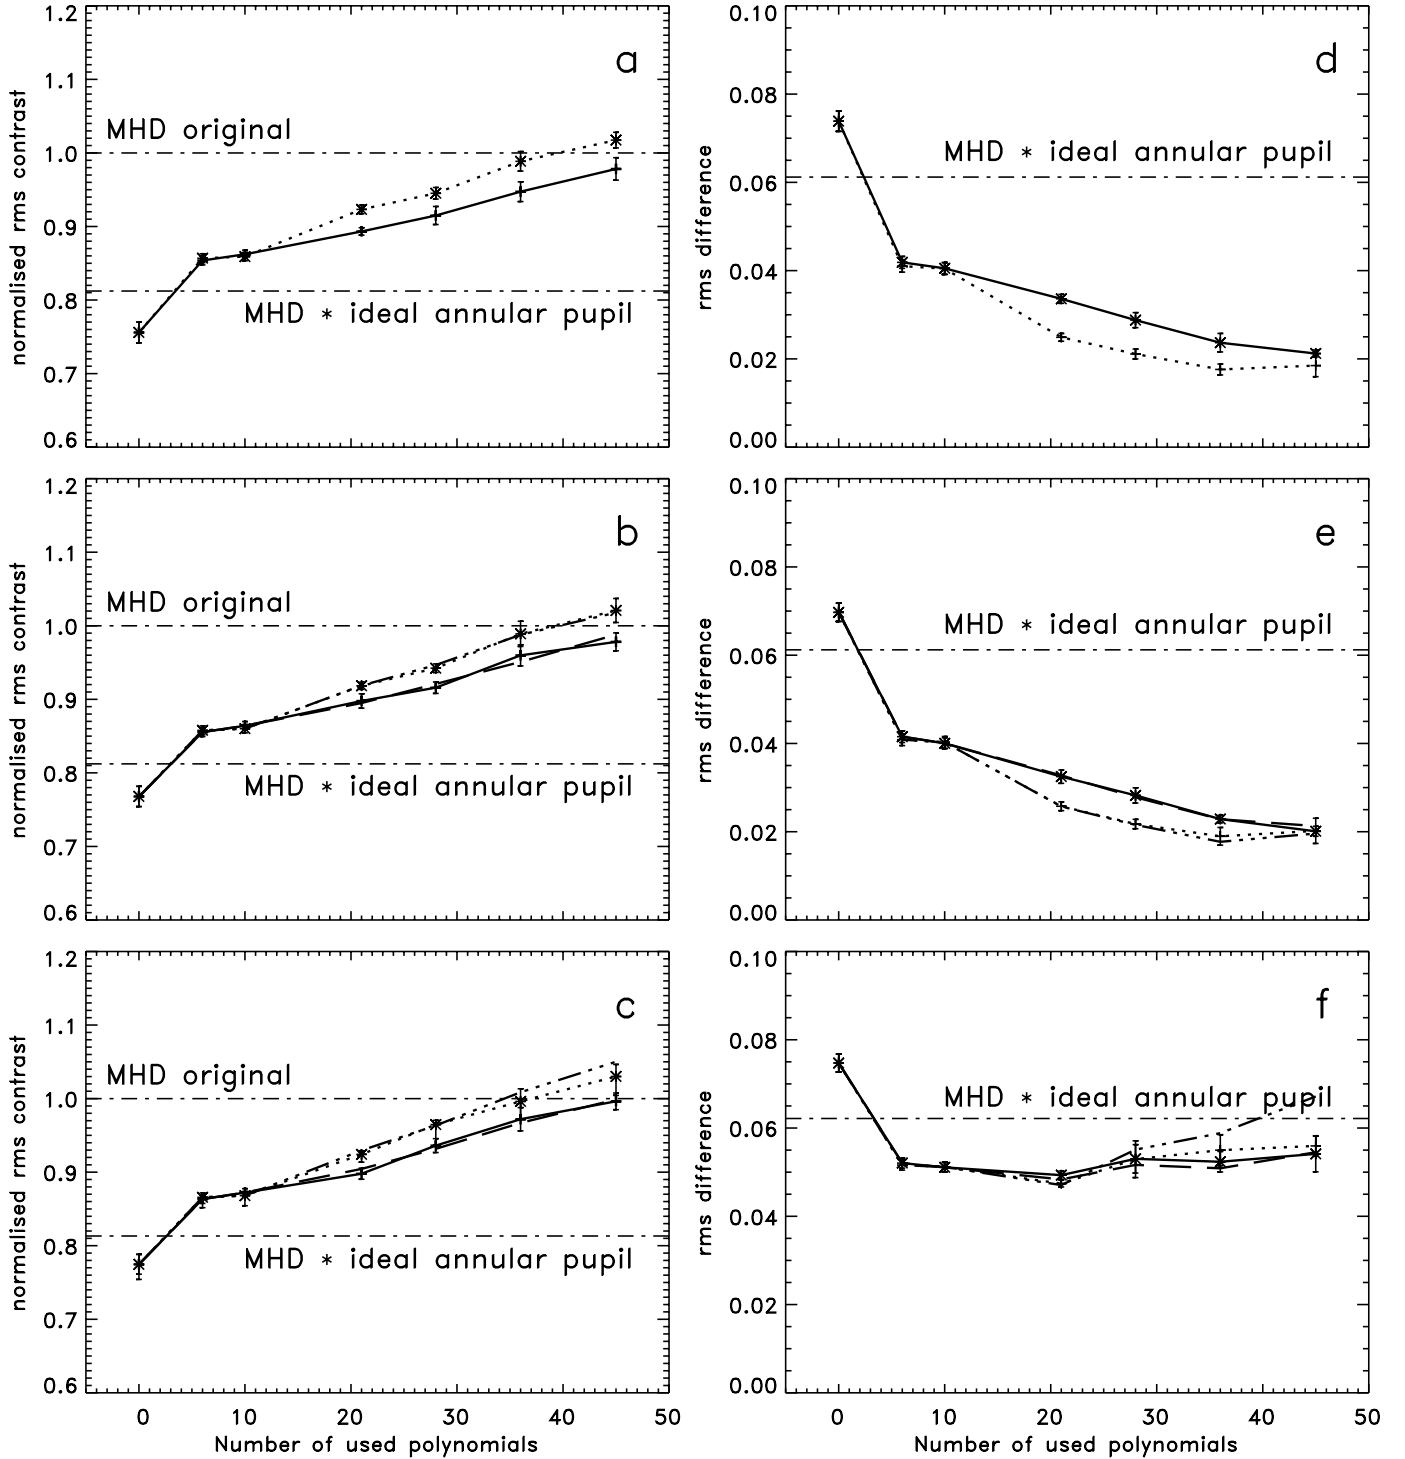 normalised rms contrast
1.2
1.1
1.0
0.9
0.8
0.7
0.6
a
MHD original
MHD * ideal annular pupil
rms difference
0.10
0.08
0.06
0.04
0.02
0.00
d
MHD * ideal annular pupil
normalised rms contrast
1.2
1.1
1.0
0.9
0.8
0.7
0.6
b
MHD original
MHD * ideal annular pupil
rms difference
0.10
0.08
0.06
0.04
0.02
0.00
e
MHD * ideal annular pupil
normalised rms contrast
1.2
1.1
1.0
0.9
0.8
0.7
0.6
c
MHD original
MHD * ideal annular pupil
0 10 20 30 40 50
Number of used polynomials
rms difference
0.10
0.08
0.06
0.04
0.02
0.00
f
MHD * ideal annular pupil
0 10 20 30 40 50
Number of used polynomials